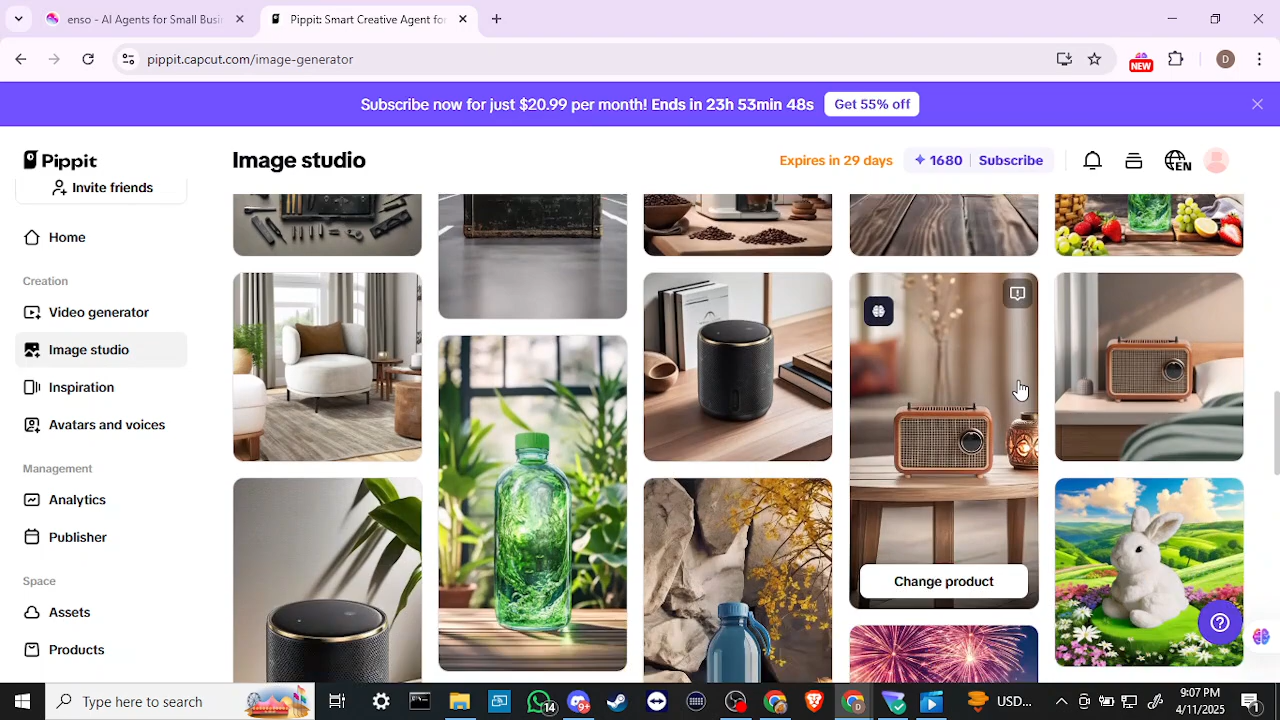 enso - AI Agents for Small Busi
Pippit: Smart Creative Agent fo
pippit.capcut.com/image-generator
NEW
D
Subscribe now for just $20.99 per month! Ends in 23h 53min 48s
Get 55% off
Pippit
Image studio
Expires in 29 days
1680
Subscribe
EN
Invite friends
Home
Creation
Video generator
Image studio
Inspiration
Avatars and voices
Management
Analytics
Publisher
Space
Assets
Products
Change product
Type here to search
14
9+
D
USD...
9:07 PM
4/11/2025
1